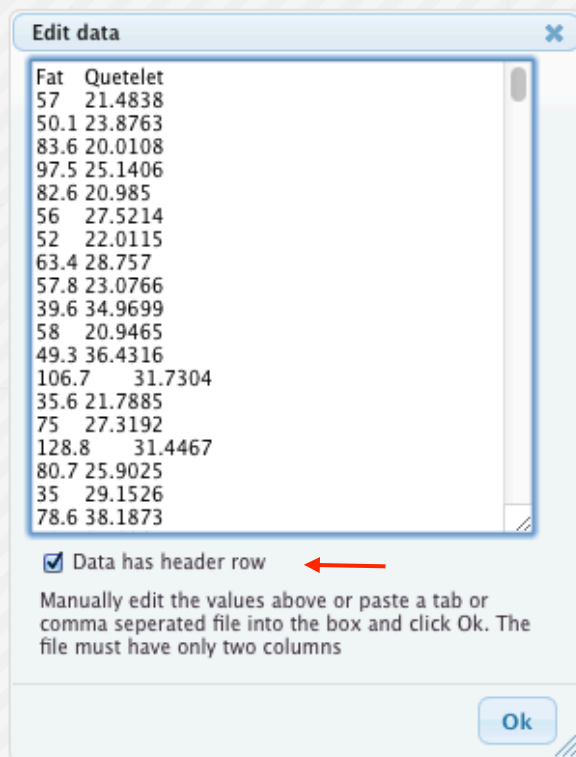 Edit data
Fat Quetelet
57 21.4838
50.1 23.8763
83.6 20.0108
97.5 25.1406
82.6 20.985
56 27.5214
52 22.0115
63.4 28.757
57.8 23.0766
39.6 34.9699
58 20.9465
49.3 36.4316
106.7 31.7304
35.6 21.7885
75 27.3192
128.8 31.4467
80.7 25.9025
35 29.1526
78.6 38.1873
Data has header row
Manually edit the values above or paste a tab or
comma seperated file into the box and click Ok. The
file must have only two columns
Ok